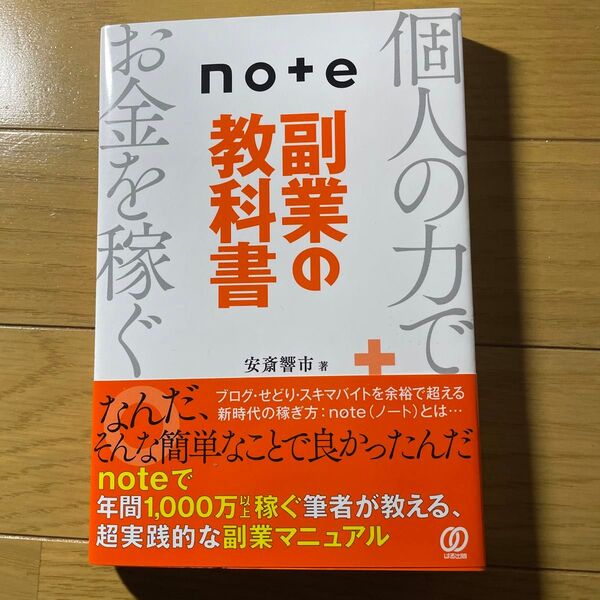 個人の力で
お金を稼ぐ
note
副業の
教科書
安斎響市 著
+
ブログ・せどり・スキマバイトを余裕で超える
新時代の稼ぎ方：note（ノート）とは…
なんだ、
そんな簡単なことで良かったんだ
noteで
年間1,000万以上稼ぐ筆者が教える、
超実践的な副業マニュアル
ぱる出版